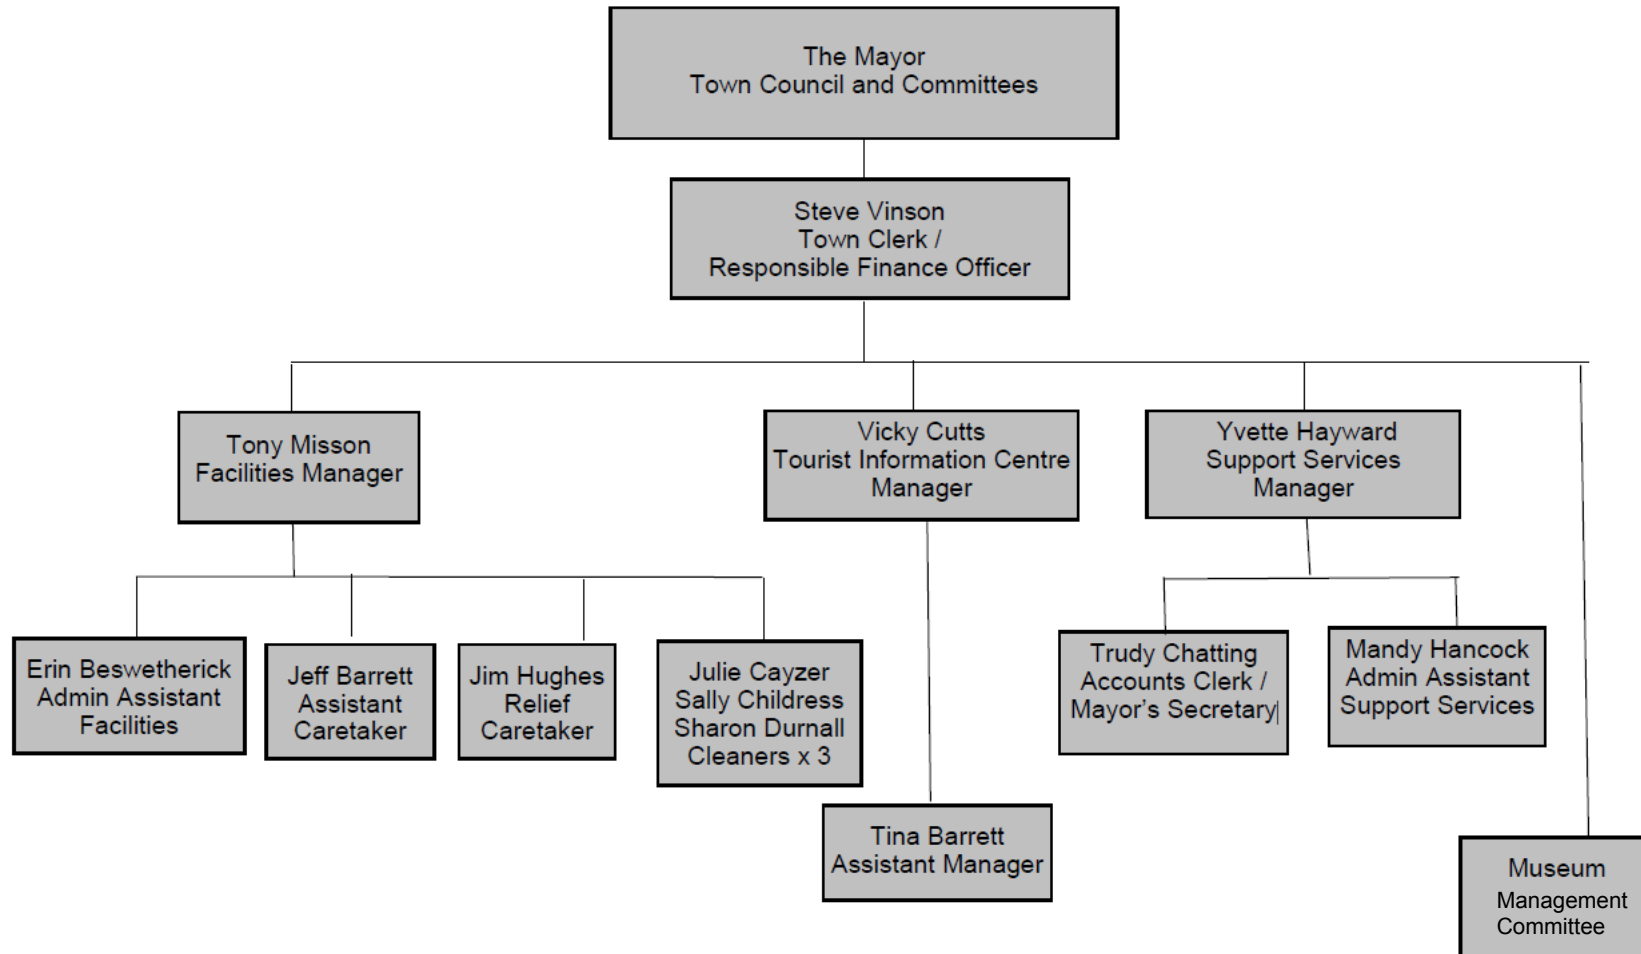 The Mayor
Town Council and Committees
Steve Vinson
Town Clerk /
Responsible Finance Officer
Tony Misson
Facilities Manager
Vicky Cutts
Tourist Information Centre
Manager
Yvette Hayward
Support Services
Manager
Erin Beswetherick
Admin Assistant
Facilities
Jeff Barrett
Assistant
Caretaker
Jim Hughes
Relief
Caretaker
Julie Cayzer
Sally Childress
Sharon Durnall
Cleaners x 3
Trudy Chatting
Accounts Clerk /
Mayor’s Secretary
Mandy Hancock
Admin Assistant
Support Services
Tina Barrett
Assistant Manager
Museum
Management
Committee